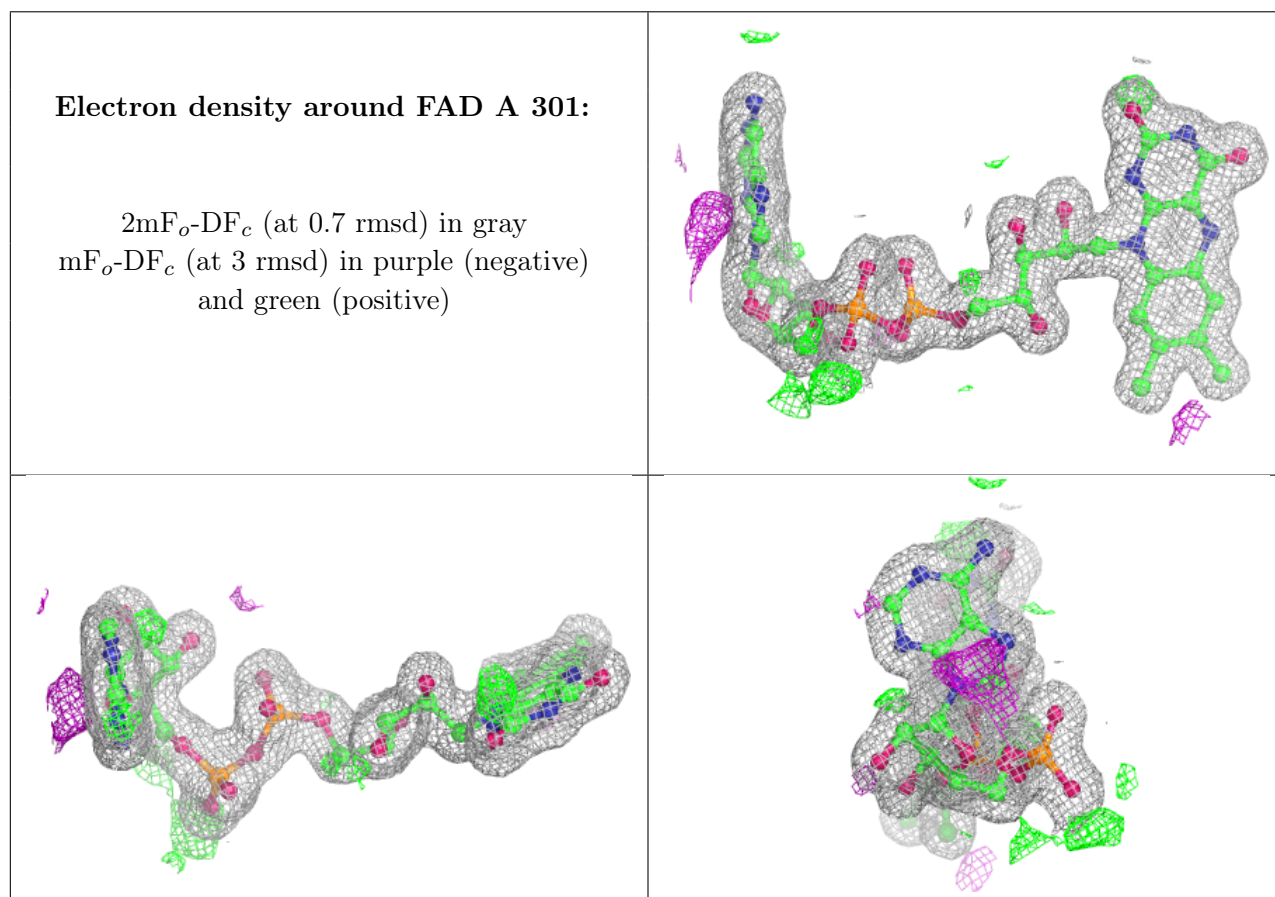 Electron density around FAD A 301:
2mFo-DFc (at 0.7 rmsd) in gray
mFo-DFc (at 3 rmsd) in purple (negative)
and green (positive)